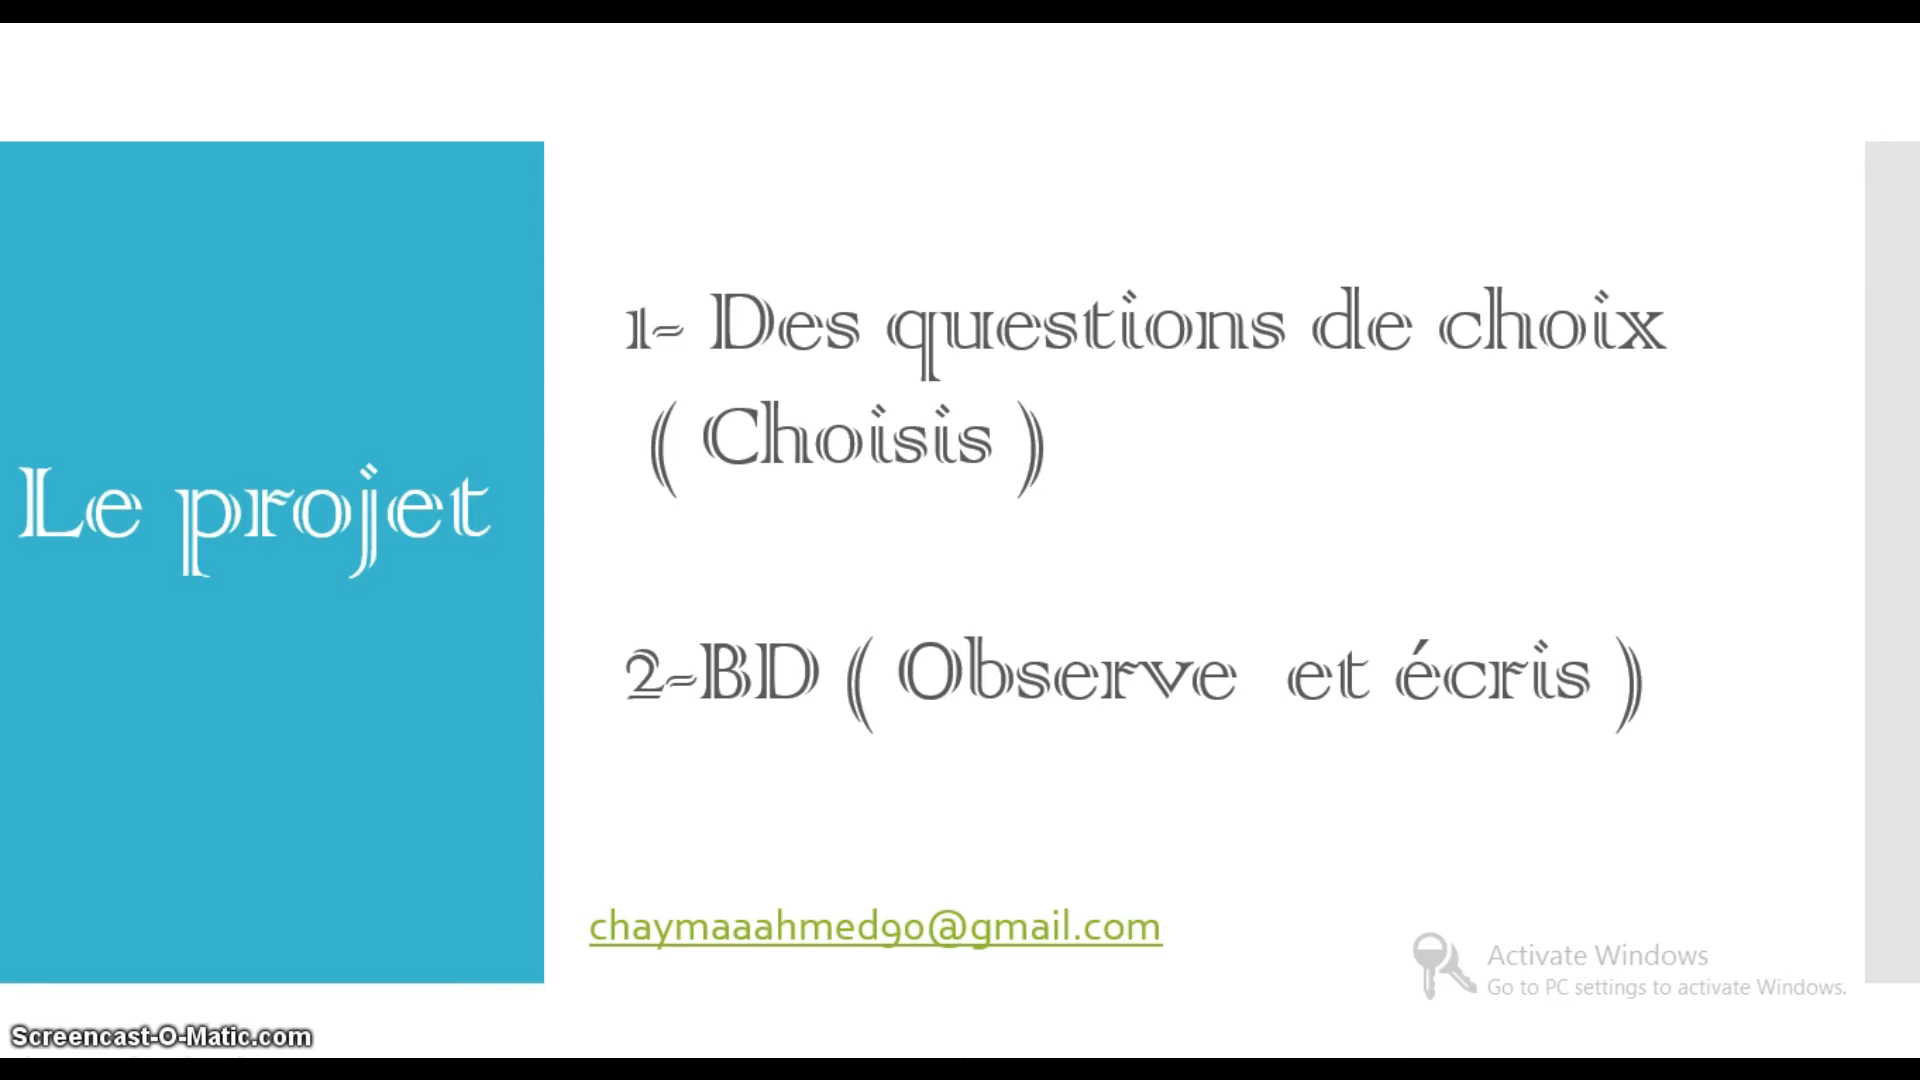 Le projet
1- Des questions de choix
( Choisis )
2-BD ( Observe et écris )
chaymaaahmed90@gmail.com
Activate Windows
Go to PC settings to activate Windows.
Screencast-O-Matic.com